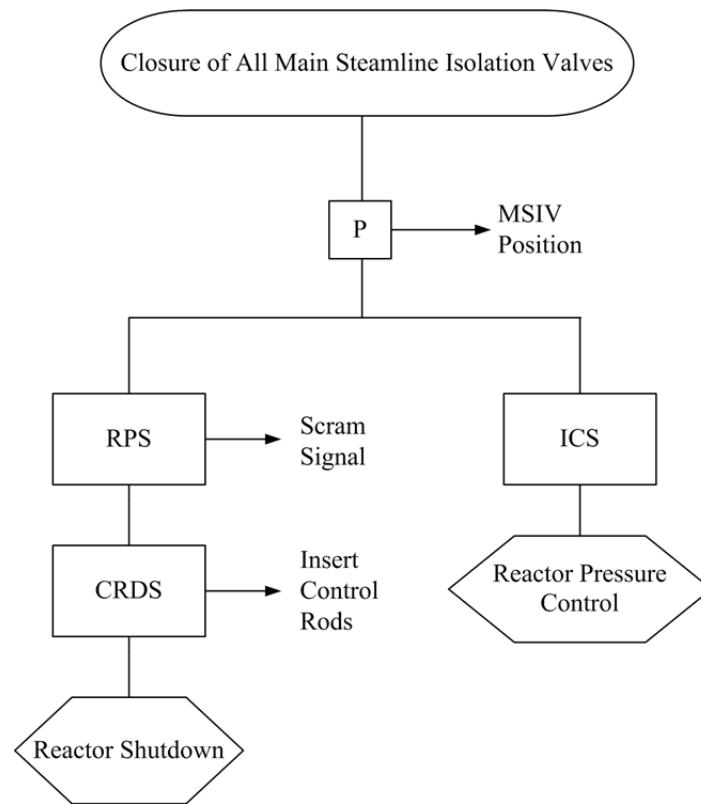 Closure of All Main Steamline Isolation Valves
P
MSIV
Position
RPS
Scram
Signal
ICS
CRDS
Insert
Control
Rods
Reactor Pressure
Control
Reactor Shutdown